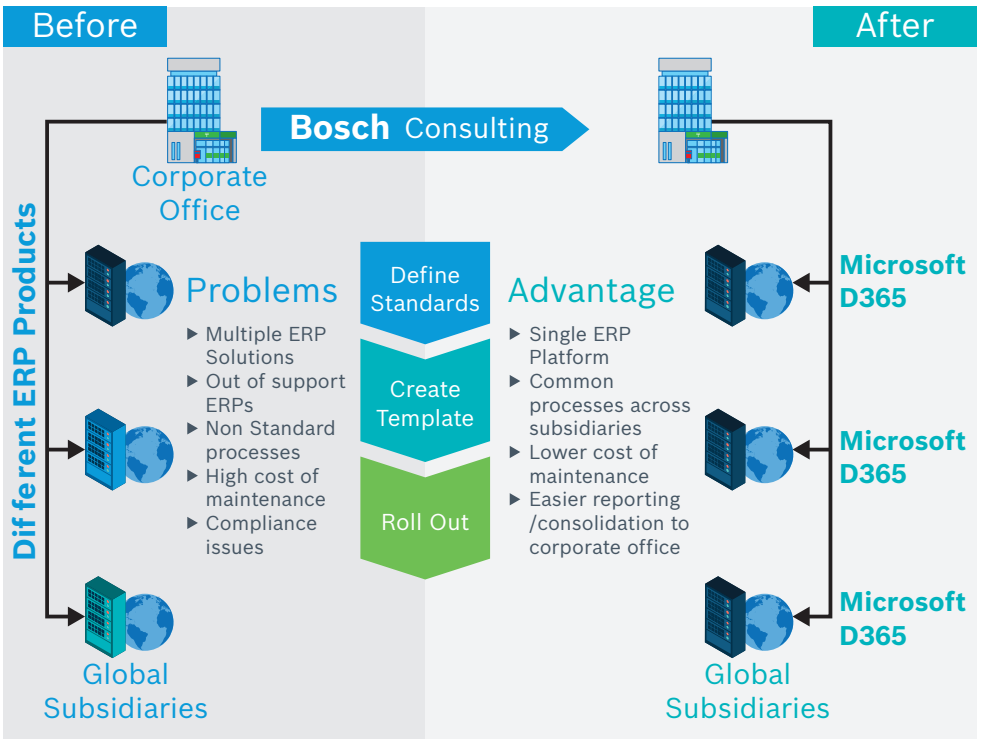 Before
After
Bosch Consulting
Corporate
Office
Different ERP Products
Problems
▶ Multiple ERP
Solutions
▶ Out of support
ERPs
▶ Non Standard
processes
▶ High cost of
maintenance
▶ Compliance
issues
Define
Standards
Create
Template
Roll Out
Advantage
▶ Single ERP
Platform
▶ Common
processes across
subsidiaries
▶ Lower cost of
maintenance
▶ Easier reporting
/consolidation to
corporate office
Microsoft
D365
Microsoft
D365
Microsoft
D365
Global
Subsidiaries
Global
Subsidiaries